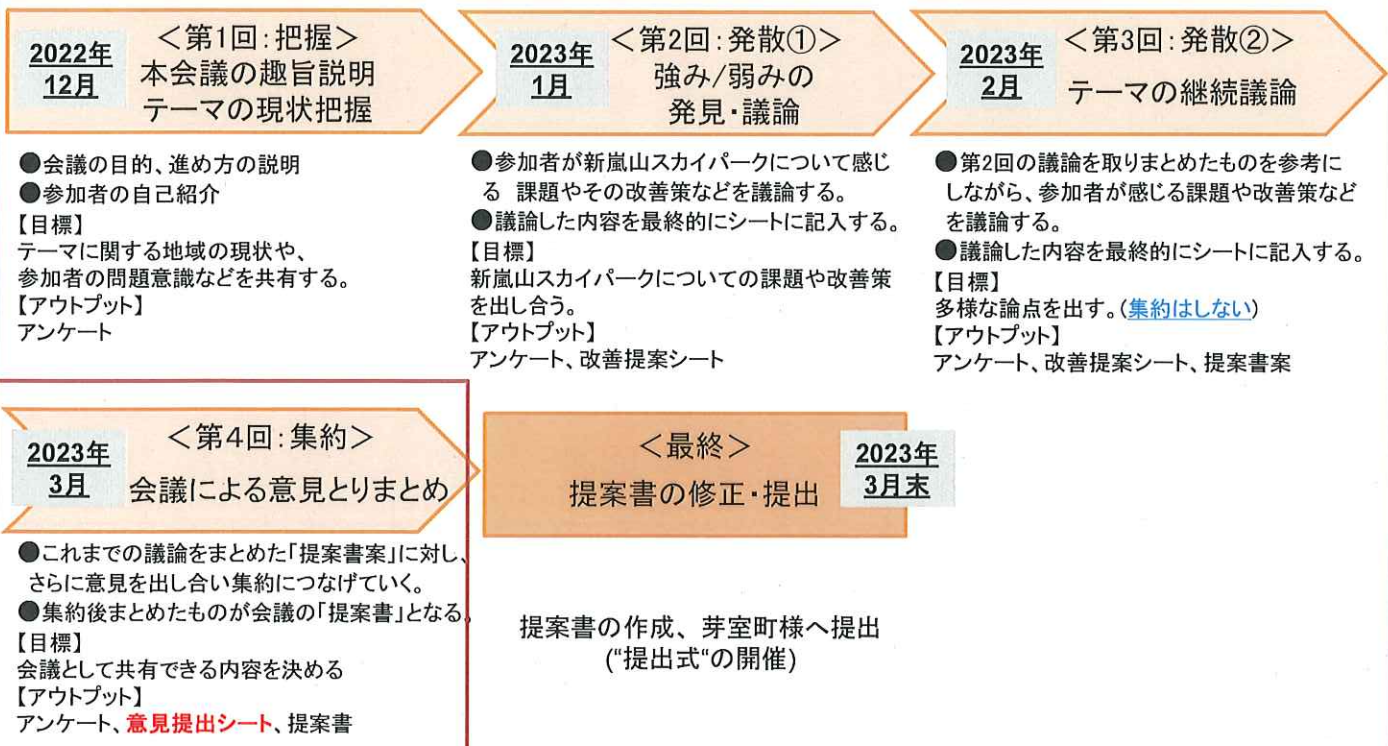 2022年
12月
＜第1回:把握＞
本会議の趣旨説明
テーマの現状把握
●会議の目的、進め方の説明
●参加者の自己紹介
【目標】
テーマに関する地域の現状や、
参加者の問題意識などを共有する。
【アウトプット】
アンケート
2023年
1月
＜第2回:発散①＞
強み/弱みの
発見・議論
●参加者が新嵐山スカイパークについて感じ
る 課題やその改善策などを議論する。
●議論した内容を最終的にシートに記入する。
【目標】
新嵐山スカイパークについての課題や改善策
を出し合う。
【アウトプット】
アンケート、改善提案シート
2023年
2月
＜第3回:発散②＞
テーマの継続議論
●第2回の議論を取りまとめたものを参考に
しながら、参加者が感じる課題や改善策など
を議論する。
●議論した内容を最終的にシートに記入する。
【目標】
多様な論点を出す。(集約はしない)
【アウトプット】
アンケート、改善提案シート、提案書案
2023年
3月
＜第4回:集約＞
会議による意見とりまとめ
●これまでの議論をまとめた「提案書案」に対し、
さらに意見を出し合い集約につなげていく。
●集約後まとめたものが会議の「提案書」となる。
【目標】
会議として共有できる内容を決める
【アウトプット】
アンケート、意見提出シート、提案書
＜最終＞
提案書の修正・提出
2023年
3月末
提案書の作成、芽室町様へ提出
(“提出式“の開催)